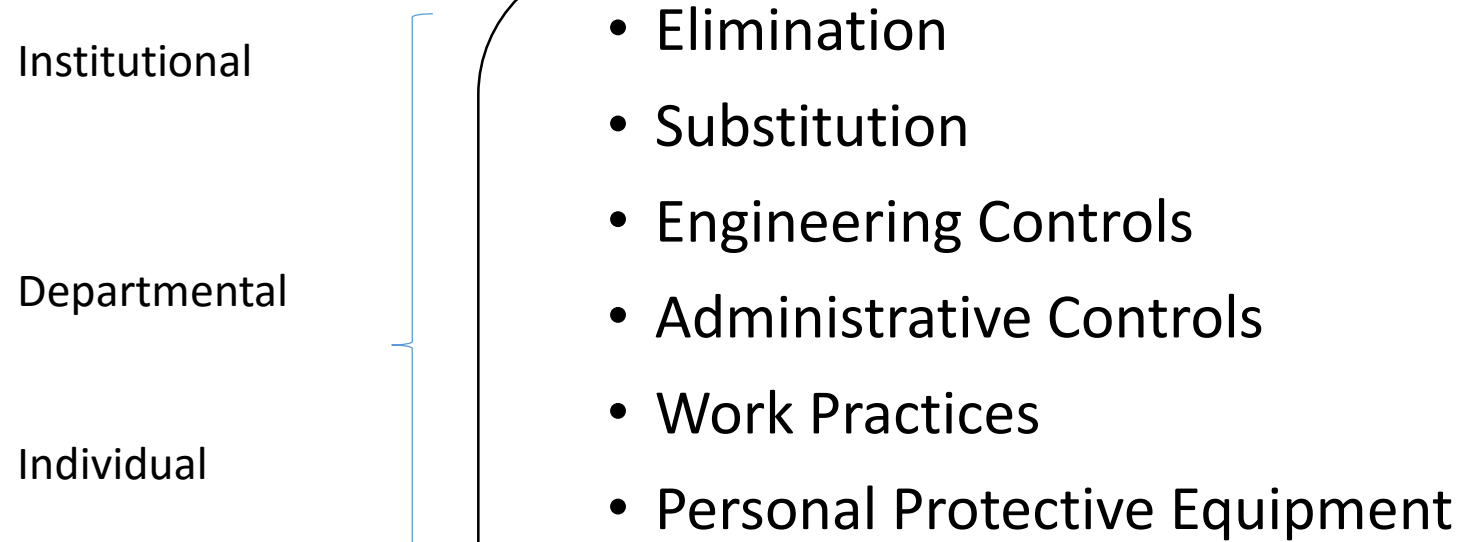 Institutional
Departmental
Individual
• Elimination
• Substitution
• Engineering Controls
• Administrative Controls
• Work Practices
• Personal Protective Equipment